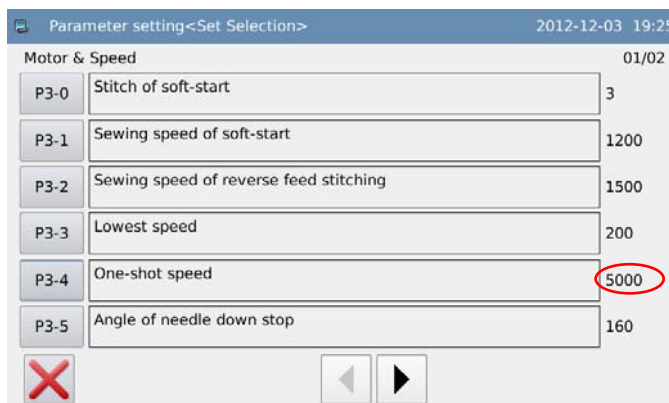 Parameter setting<Set Selection> 2012-12-03 19:25
Motor & Speed 01/02
P3-0 Stitch of soft-start 3
P3-1 Sewing speed of soft-start 1200
P3-2 Sewing speed of reverse feed stitching 1500
P3-3 Lowest speed 200
P3-4 One-shot speed 5000
P3-5 Angle of needle down stop 160